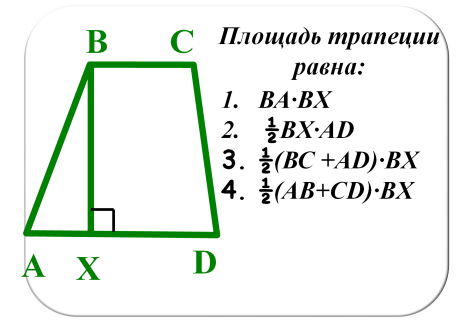 B C
Площадь трапеции
равна:
1. BA·BX
2. ½BX·AD
3. ½(BC +AD)·BX
4. ½(AB+CD)·BX
A X D